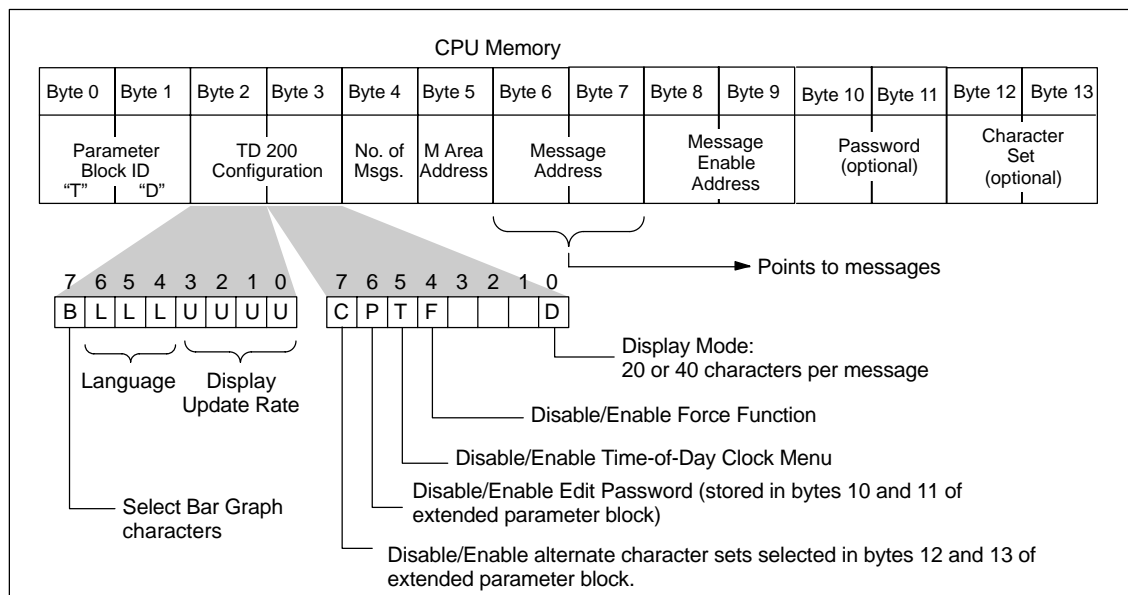 CPU Memory
Byte 0 Byte 1 Byte 2 Byte 3 Byte 4 Byte 5 Byte 6 Byte 7 Byte 8 Byte 9 Byte 10 Byte 11 Byte 12 Byte 13
Parameter
Block ID
“T” “D”
TD 200
Configuration
No. of
Msgs.
M Area
Address
Message
Address
Message
Enable
Address
Password
(optional)
Character
Set
(optional)
Points to messages
7 6 5 4 3 2 1 0
B L L L U U U U
7 6 5 4 3 2 1 0
C P T F D
Language
Display
Update Rate
Display Mode:
20 or 40 characters per message
Disable/Enable Force Function
Disable/Enable Time-of-Day Clock Menu
Select Bar Graph
characters
Disable/Enable Edit Password (stored in bytes 10 and 11 of
extended parameter block)
Disable/Enable alternate character sets selected in bytes 12 and 13 of
extended parameter block.